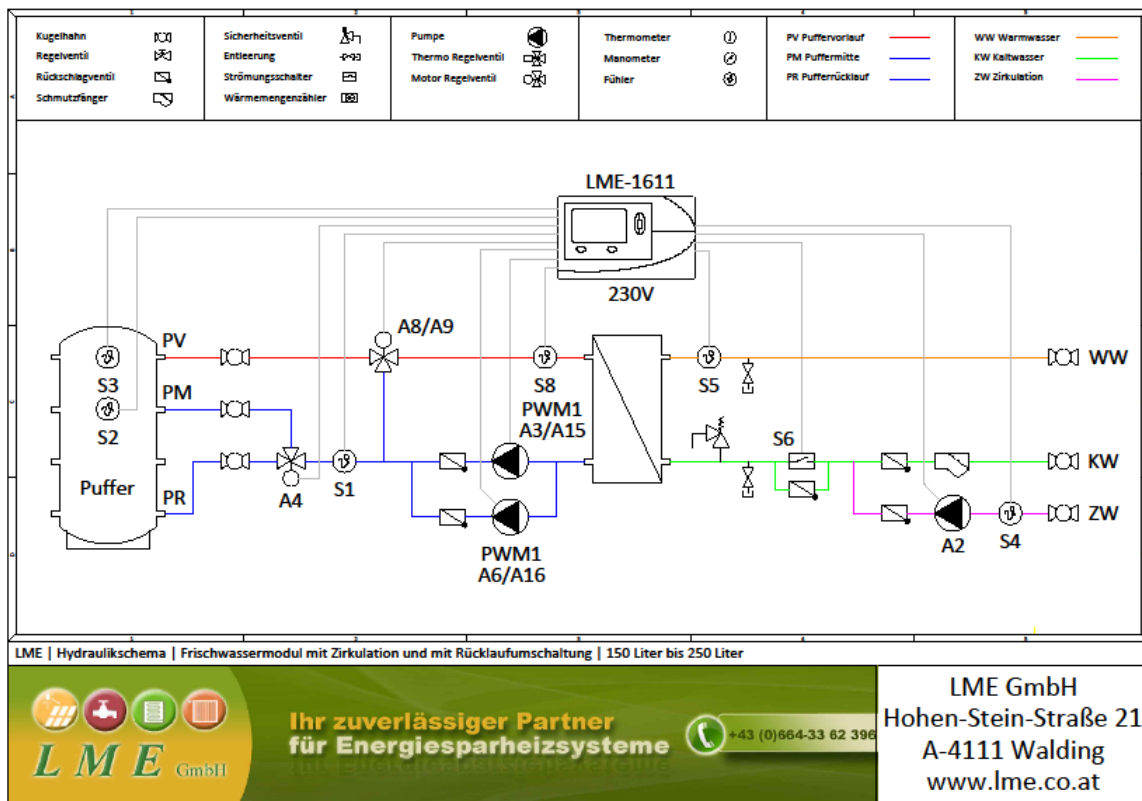 Kugelhahn
Regelventil
Rückschlagventil
Schmutzfänger
Sicherheitsventil
Entleerung
Strömungsschalter
Wärmemengenzähler
Pumpe
Thermo Regelventil
Motor Regelventil
Thermometer
Manometer
Fühler
PV Puffervorlauf
PM Puffermitte
PR Pufferrücklauf
WW Warmwasser
KW Kaltwasser
ZW Zirkulation
LME-1611
230V
A8/A9
PV
S3
S8
S5
WW
PM
S2
PWM1
A3/A15
S6
KW
Puffer
PR
A4
S1
ZW
PWM1
A6/A16
A2
S4
LME | Hydraulikschema | Frischwassermodul mit Zirkulation und mit Rücklaufumschaltung | 150 Liter bis 250 Liter
LME GmbH
Ihr zuverlässiger Partner
für Energiesparheizsysteme
+43 (0)664-33 62 396
LME GmbH
Hohen-Stein-Straße 21
A-4111 Walding
www.lme.co.at